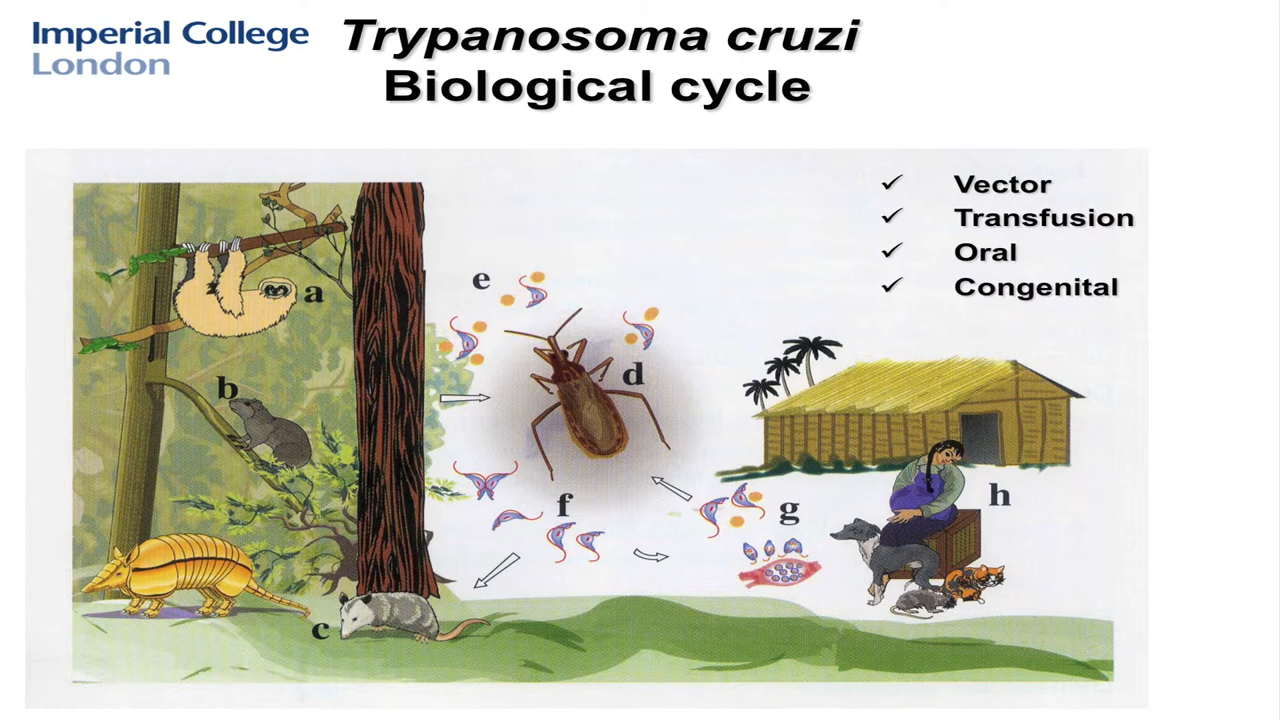 Imperial College
London
Trypanosoma cruzi
Biological cycle
✓ Vector
✓ Transfusion
✓ Oral
✓ Congenital
a
b
c
d
e
f
g
h